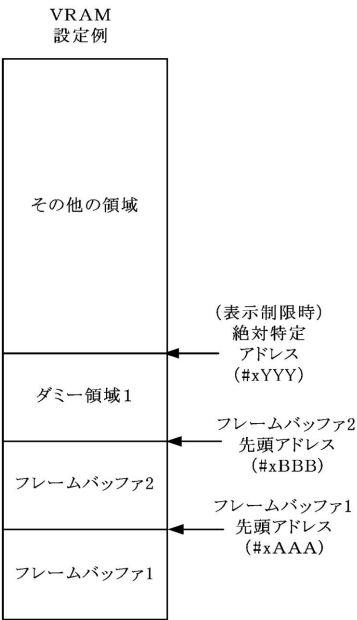 VRAM
設定例
その他の領域
(表示制限時)
絶対特定
アドレス
(#xYYY)
ダミー領域1
フレームバッファ2
先頭アドレス
(#xBBB)
フレームバッファ2
フレームバッファ1
先頭アドレス
(#xAAA)
フレームバッファ1